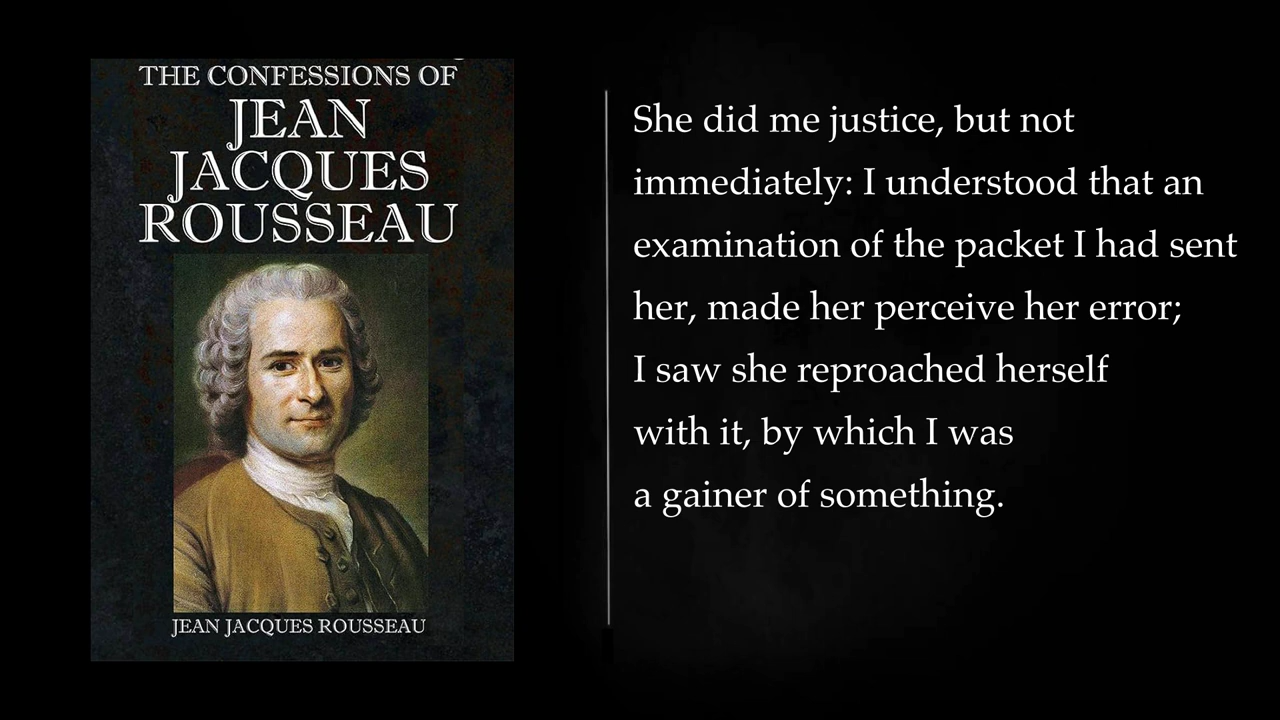 THE CONFESSIONS OF
JEAN
JACQUES
ROUSSEAU
JEAN JACQUES ROUSSEAU
She did me justice, but not
immediately: I understood that an
examination of the packet I had sent
her, made her perceive her error;
I saw she reproached herself
with it, by which I was
a gainer of something.